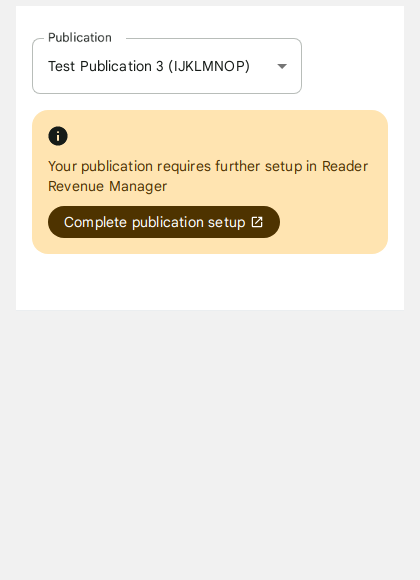 Publication
Test Publication 3 (IJKLMNOP)
Your publication requires further setup in Reader
Revenue Manager
Complete publication setup